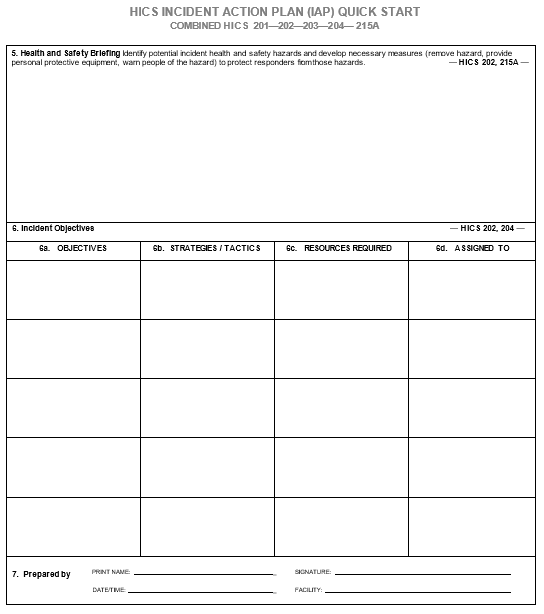 HICS INCIDENT ACTION PLAN (IAP) QUICK START
COMBINED HICS 201—202—203—204— 215A
5. Health and Safety Briefing Identify potential incident health and safety hazards and develop necessary measures (remove hazard, provide
personal protective equipment, warn people of the hazard) to protect responders fromthose hazards. — HICS 202, 215A —
6. Incident Objectives — HICS 202, 204 —
6a. OBJECTIVES 6b. STRATEGIES / TACTICS 6c. RESOURCES REQUIRED 6d. ASSIGNED TO
7. Prepared by PRINT NAME: SIGNATURE:
DATE/TIME: FACILITY: